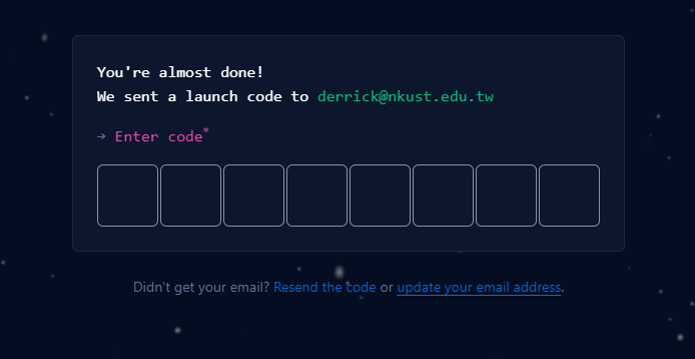 You're almost done!
We sent a launch code to derrick@nkust.edu.tw
→ Enter code*
Didn't get your email? Resend the code or update your email address.